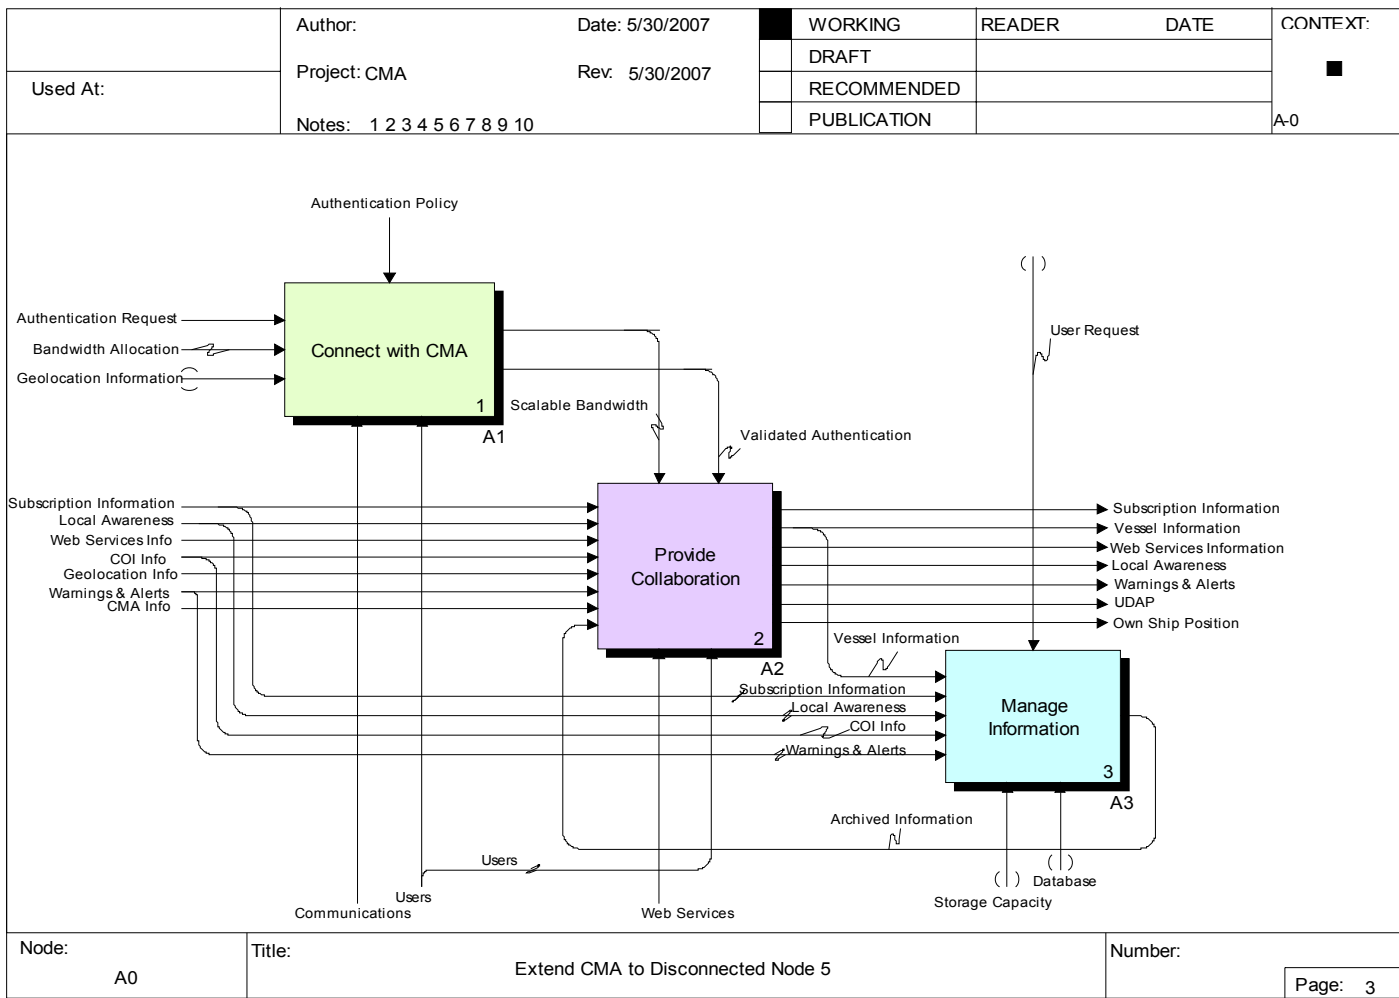 Used At:
Author:
Date: 5/30/2007
Project: CMA
Rev: 5/30/2007
Notes: 1 2 3 4 5 6 7 8 9 10
WORKING
DRAFT
RECOMMENDED
PUBLICATION
READER DATE
CONTEXT:
A-0
Authentication Policy
Authentication Request
Bandwidth Allocation
Geolocation Information
Connect with CMA
1
A1
Scalable Bandwidth
Validated Authentication
( )
User Request
Subscription Information
Local Awareness
Web Services Info
COI Info
Geolocation Info
Warnings & Alerts
CMA Info
Provide
Collaboration
2
A2
Subscription Information
Vessel Information
Web Services Information
Local Awareness
Warnings & Alerts
UDAP
Own Ship Position
Vessel Information
Subscription Information
Local Awareness
COI Info
Warnings & Alerts
Manage
Information
3
A3
Archived Information
Users
Users
Communications
Web Services
( )
Database
( )
Storage Capacity
Node:
A0
Title:
Extend CMA to Disconnected Node 5
Number:
Page: 3